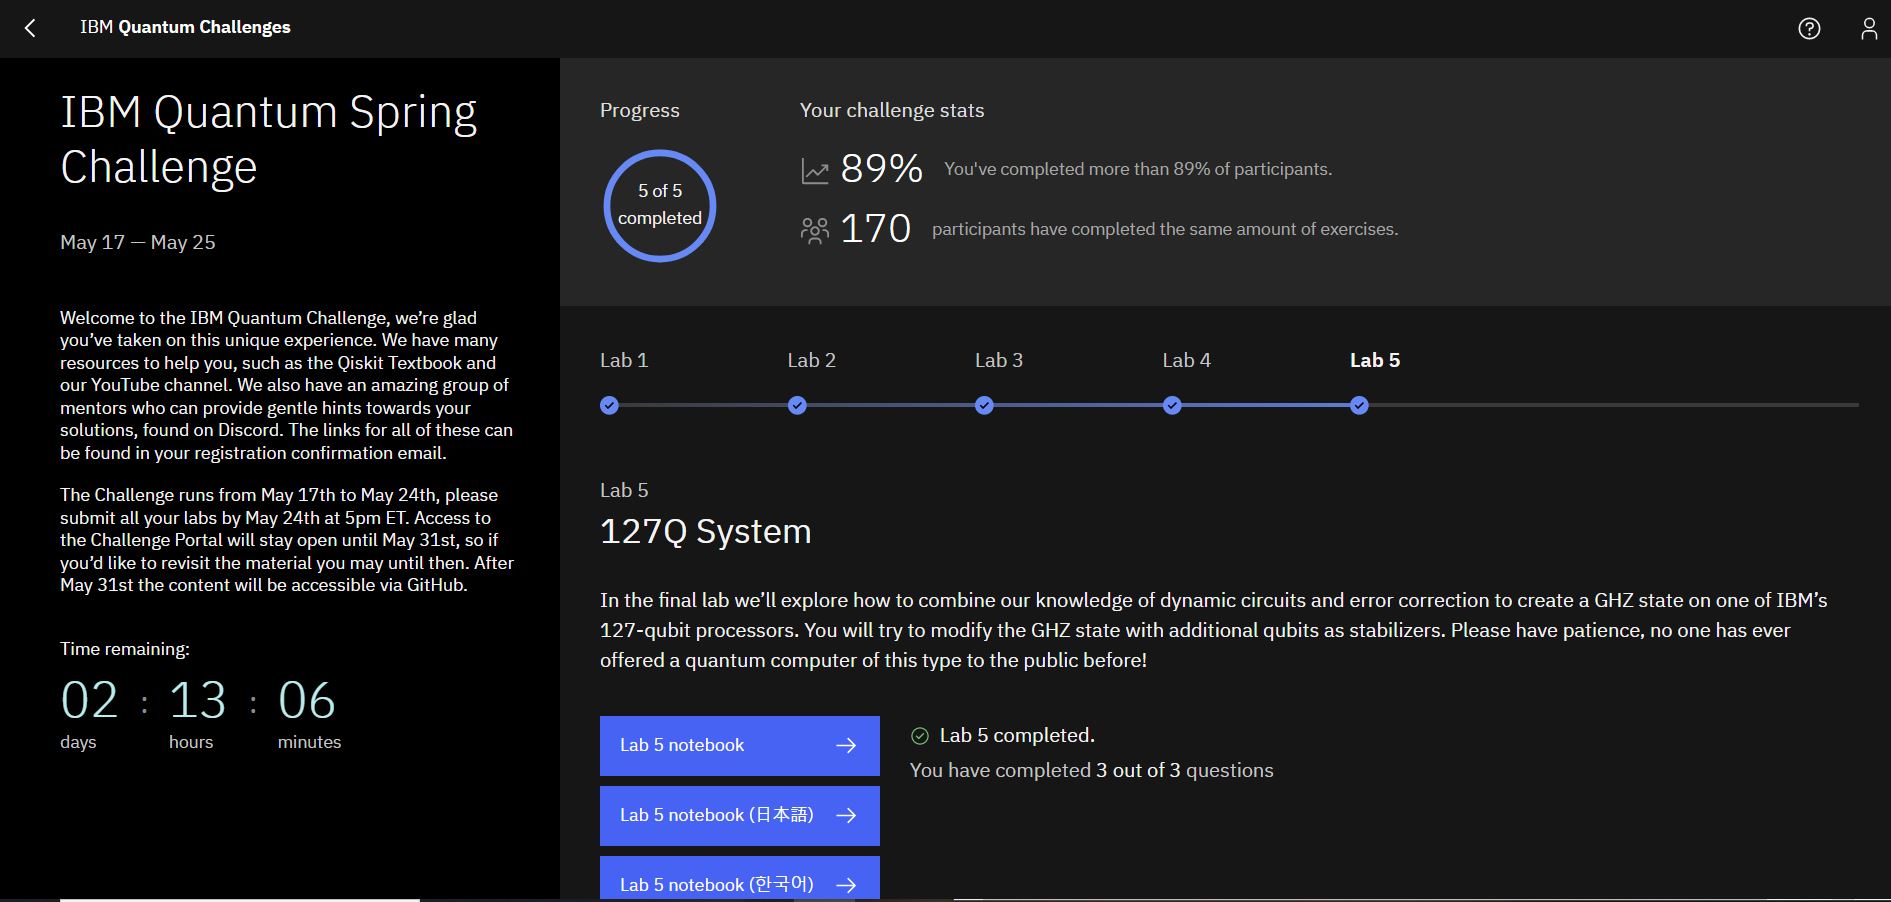 IBM Quantum Challenges
IBM Quantum Spring
Challenge
May 17 — May 25
Welcome to the IBM Quantum Challenge, we’re glad
you’ve taken on this unique experience. We have many
resources to help you, such as the Qiskit Textbook and
our YouTube channel. We also have an amazing group of
mentors who can provide gentle hints towards your
solutions, found on Discord. The links for all of these can
be found in your registration confirmation email.
The Challenge runs from May 17th to May 24th, please
submit all your labs by May 24th at 5pm ET. Access to
the Challenge Portal will stay open until May 31st, so if
you’d like to revisit the material you may until then. After
May 31st the content will be accessible via GitHub.
Time remaining:
02 : 13 : 06
days hours minutes
Progress
5 of 5
completed
Your challenge stats
89% You've completed more than 89% of participants.
170 participants have completed the same amount of exercises.
Lab 1 Lab 2 Lab 3 Lab 4 Lab 5
Lab 5
127Q System
In the final lab we’ll explore how to combine our knowledge of dynamic circuits and error correction to create a GHZ state on one of IBM’s
127-qubit processors. You will try to modify the GHZ state with additional qubits as stabilizers. Please have patience, no one has ever
offered a quantum computer of this type to the public before!
Lab 5 notebook
Lab 5 notebook (日本語)
Lab 5 notebook (한국어)
Lab 5 completed.
You have completed 3 out of 3 questions